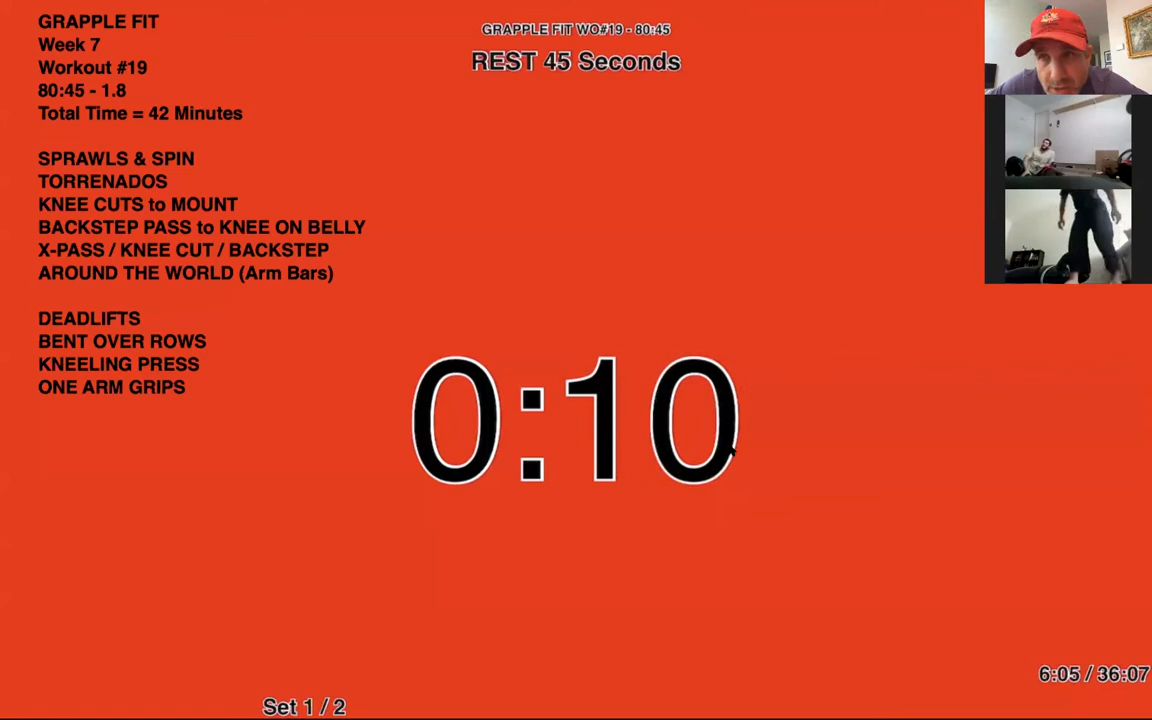 GRAPPLE FIT
Week 7
Workout #19
80:45 - 1.8
Total Time = 42 Minutes
SPRAWLS & SPIN
TORRENADOS
KNEE CUTS to MOUNT
BACKSTEP PASS to KNEE ON BELLY
X-PASS / KNEE CUT / BACKSTEP
AROUND THE WORLD (Arm Bars)
DEADLIFTS
BENT OVER ROWS
KNEELING PRESS
ONE ARM GRIPS
GRAPPLE FIT WO#19 - 80:45
REST 45 Seconds
0:10
6:05 / 36:07
Set 1 / 2